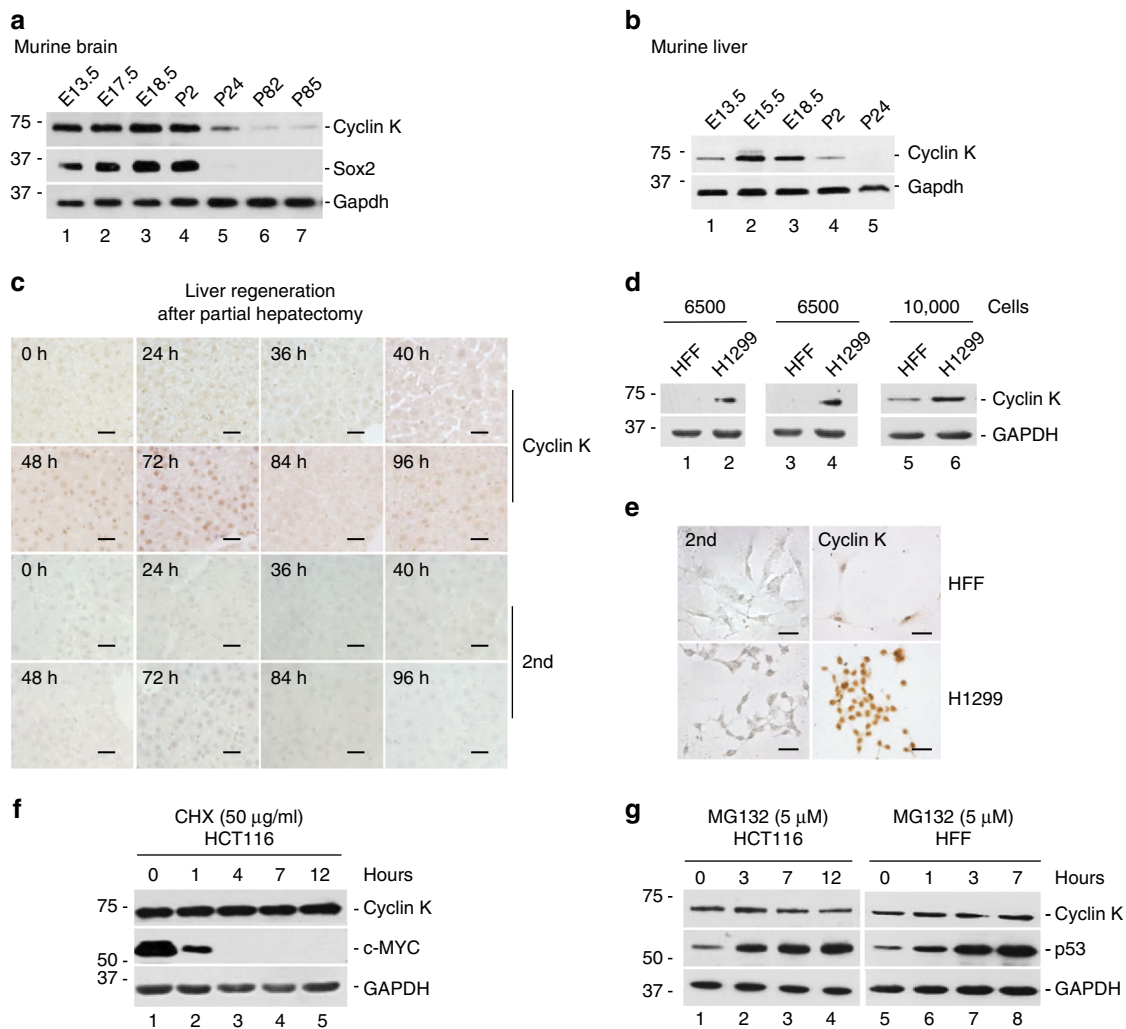 a
Murine brain
E13.5 E17.5 E18.5 P2 P24 P82 P85
75 - - Cyclin K
37 - - Sox2
37 - - Gapdh
1 2 3 4 5 6 7
b
Murine liver
E13.5 E15.5 E18.5 P2 P24
75 - - Cyclin K
37 - - Gapdh
1 2 3 4 5
c
Liver regeneration
after partial hepatectomy
0 h 24 h 36 h 40 h
Cyclin K
48 h 72 h 84 h 96 h
0 h 24 h 36 h 40 h
2nd
48 h 72 h 84 h 96 h
d
6500 6500 10,000 Cells
HFF H1299 HFF H1299 HFF H1299
75 - - Cyclin K
37 - - GAPDH
1 2 3 4 5 6
e
2nd Cyclin K
HFF
H1299
f
CHX (50 μg/ml)
HCT116
0 1 4 7 12 Hours
75 - - Cyclin K
- c-MYC
50 -
37 - - GAPDH
1 2 3 4 5
g
MG132 (5 μM) MG132 (5 μM)
HCT116 HFF
0 3 7 12 0 1 3 7 Hours
75 - - Cyclin K
50 - - p53
37 - - GAPDH
1 2 3 4 5 6 7 8